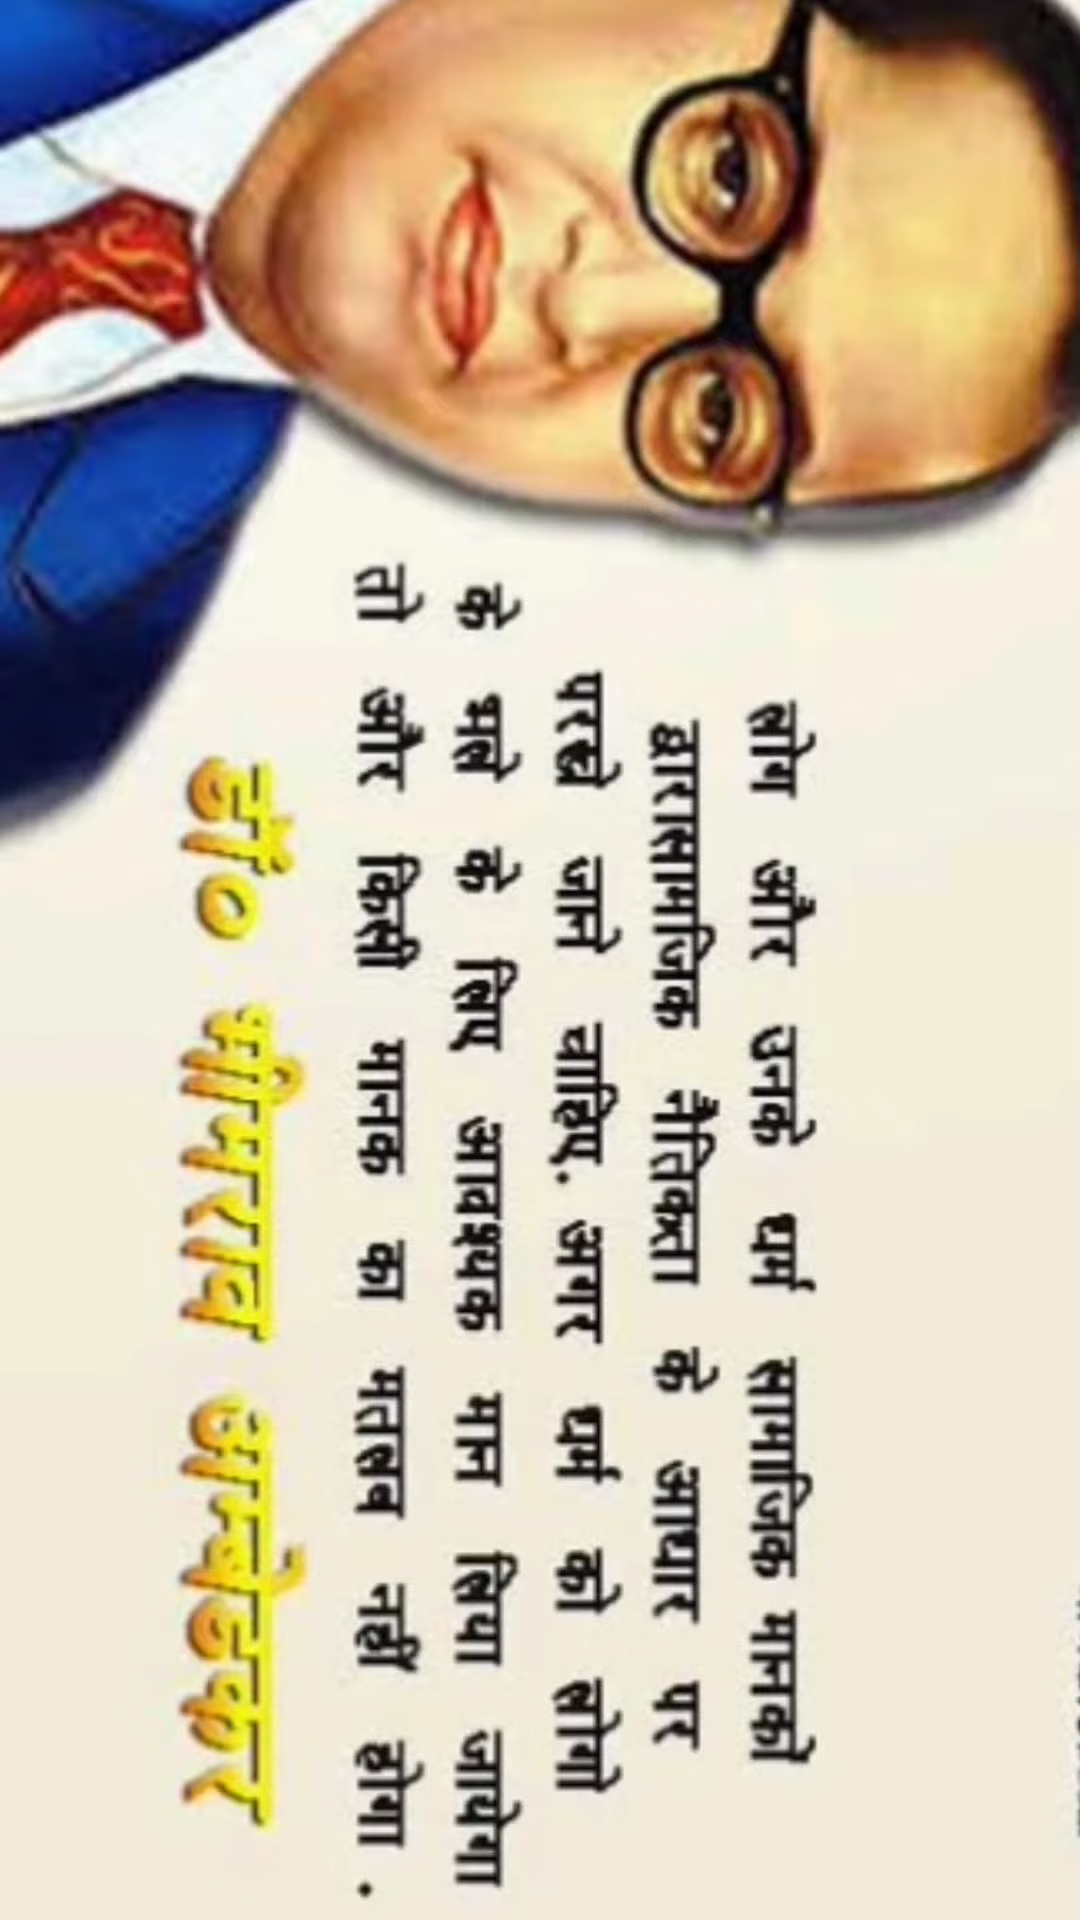 लोग और उनके धर्म सामाजिक मानकों
द्वारासामाजिक नैतिकता के आधार पर
परखे जाने चाहिए. अगर धर्म को लोगो
के भले के लिए आवश्यक मान लिया जायेगा
तो और किसी मानक का मतलब नहीं होगा .
डॉ० भीमराव अम्बेडकर